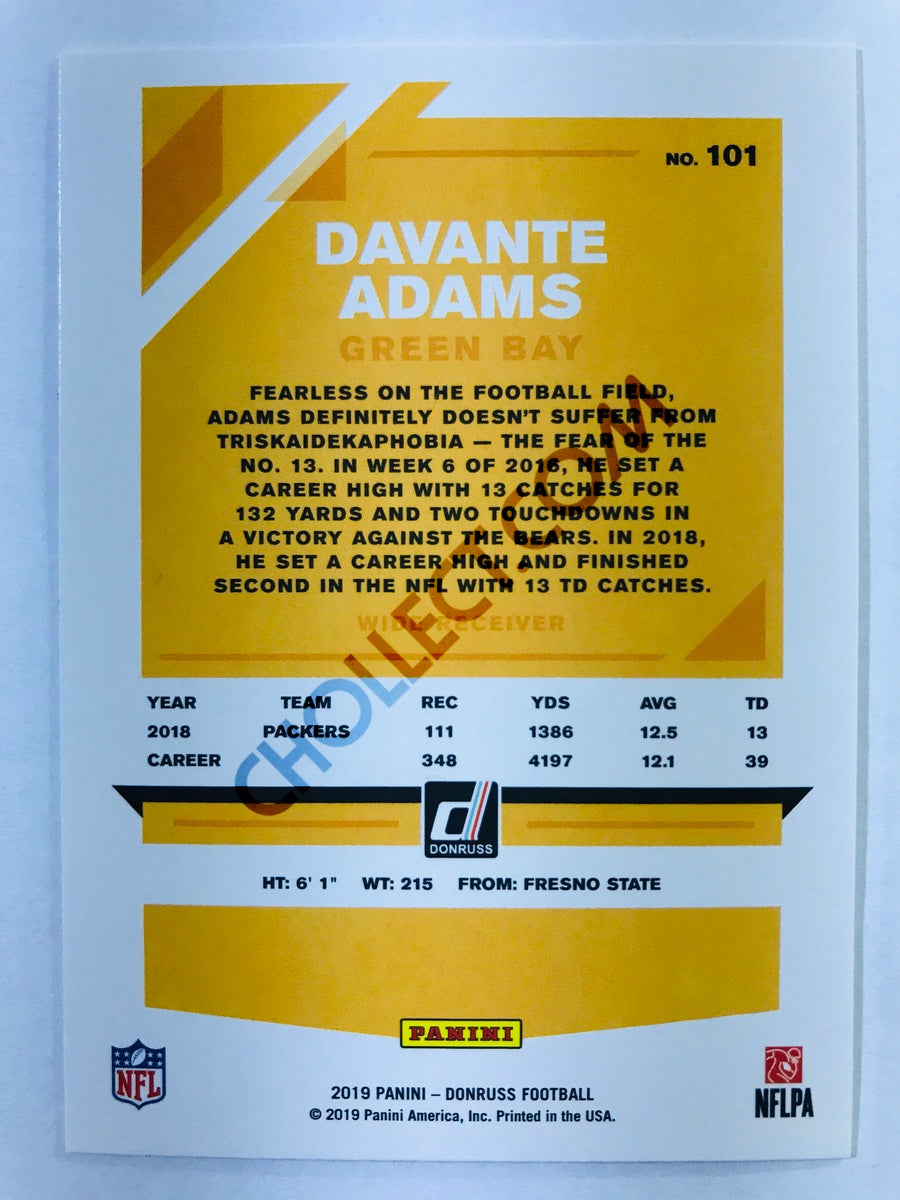 NO. 101
DAVANTE
ADAMS
GREEN BAY
FEARLESS ON THE FOOTBALL FIELD,
ADAMS DEFINITELY DOESN'T SUFFER FROM
TRISKAIDEKAPHOBIA — THE FEAR OF THE
NO. 13. IN WEEK 6 OF 2016, HE SET A
CAREER HIGH WITH 13 CATCHES FOR
132 YARDS AND TWO TOUCHDOWNS IN
A VICTORY AGAINST THE BEARS. IN 2018,
HE SET A CAREER HIGH AND FINISHED
SECOND IN THE NFL WITH 13 TD CATCHES.
WIDE RECEIVER
CHOLLECT.COM
YEAR TEAM REC YDS AVG TD
2018 PACKERS 111 1386 12.5 13
CAREER 348 4197 12.1 39
d
DONRUSS
HT: 6' 1" WT: 215 FROM: FRESNO STATE
PANINI
NFL
2019 PANINI – DONRUSS FOOTBALL
© 2019 Panini America, Inc. Printed in the USA.
NFLPA